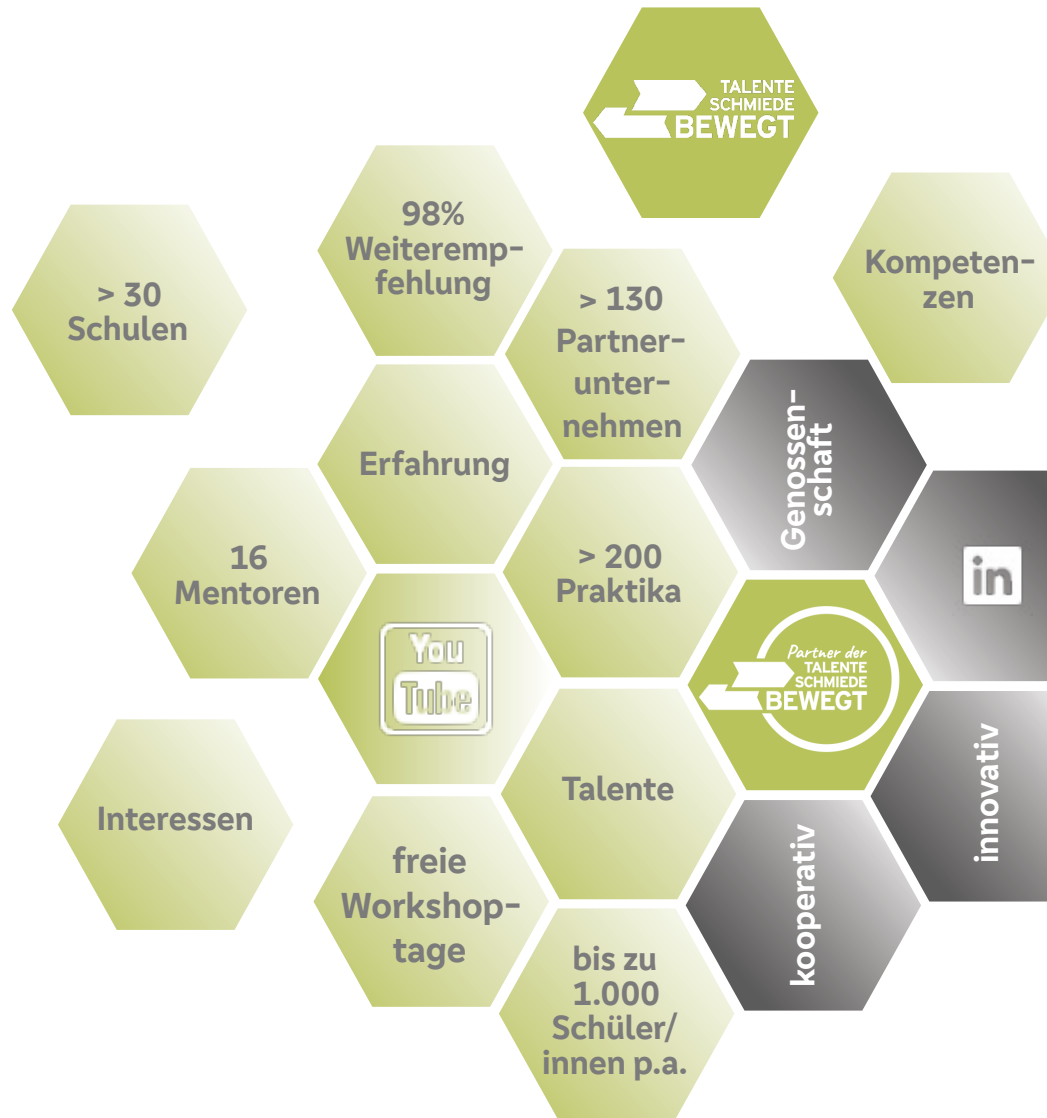 TALENTE
SCHMIEDE
BEWEGT
98%
Weiteremp-
fehlung
Kompeten-
zen
> 30
Schulen
> 130
Partner-
unter-
nehmen
Genossen-
schaft
Erfahrung
16
Mentoren
> 200
Praktika
in
You
Tube
Partner der
TALENTE
SCHMIEDE
BEWEGT
innovativ
Interessen
Talente
kooperativ
freie
Workshop-
tage
bis zu
1.000
Schüler/
innen p.a.